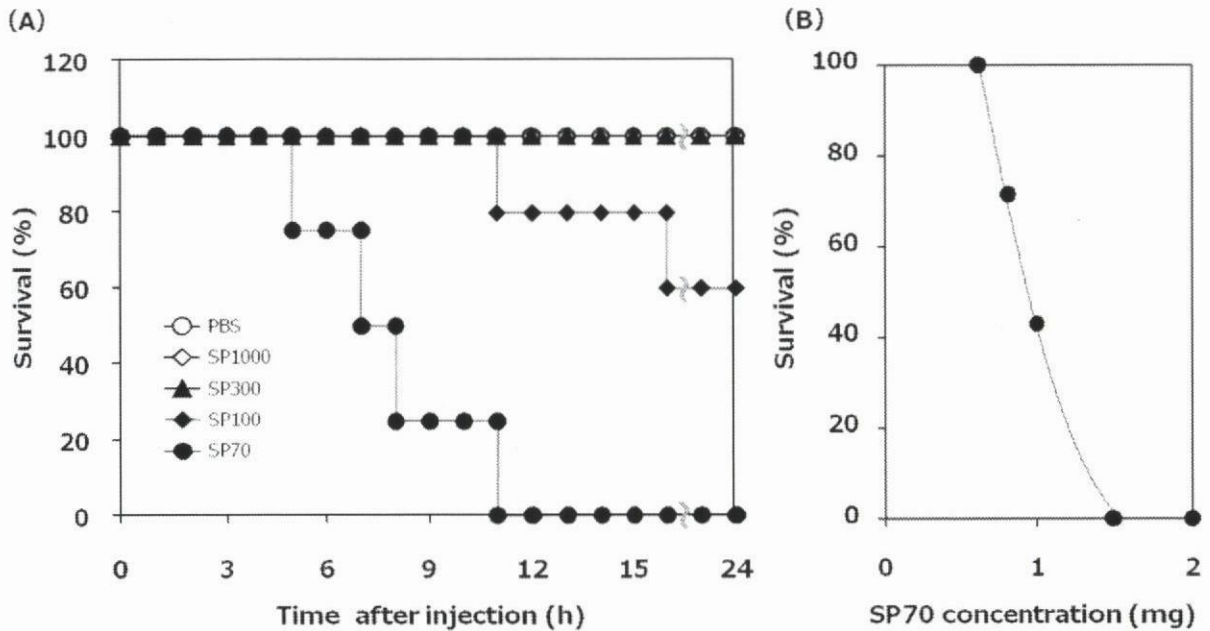 (A)
120
100
80
60
40
20
0
Survival (%)
PBS
SP1000
SP300
SP100
SP70
0 3 6 9 12 15 24
Time after injection (h)
(B)
100
80
60
40
20
0
Survival (%)
0 1 2
SP70 concentration (mg)